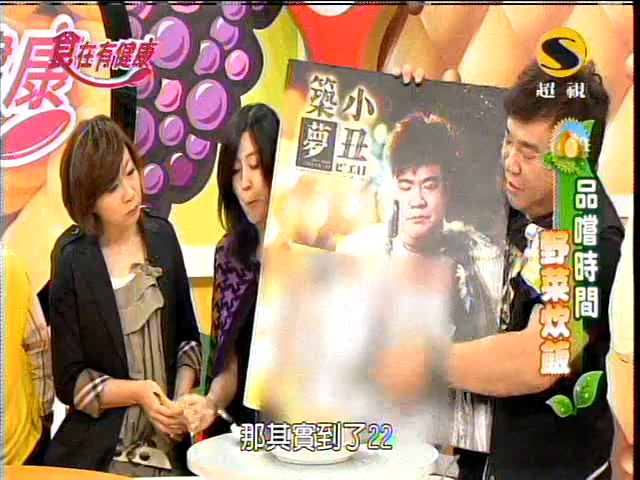 食在有健康
康
超視
小丑
築夢
品嚐時間
野菜炊飯
那其實到了22